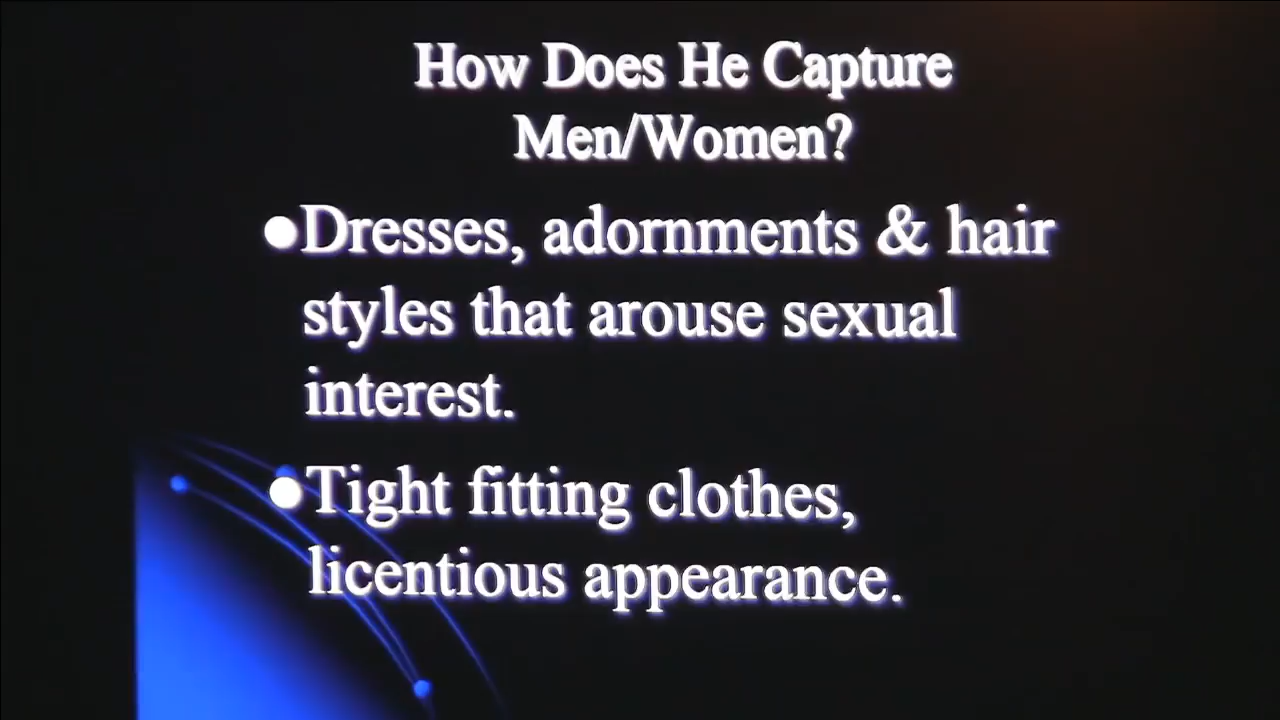 How Does He Capture
Men/Women?
●Dresses, adornments & hair
styles that arouse sexual
interest.
●Tight fitting clothes,
licentious appearance.